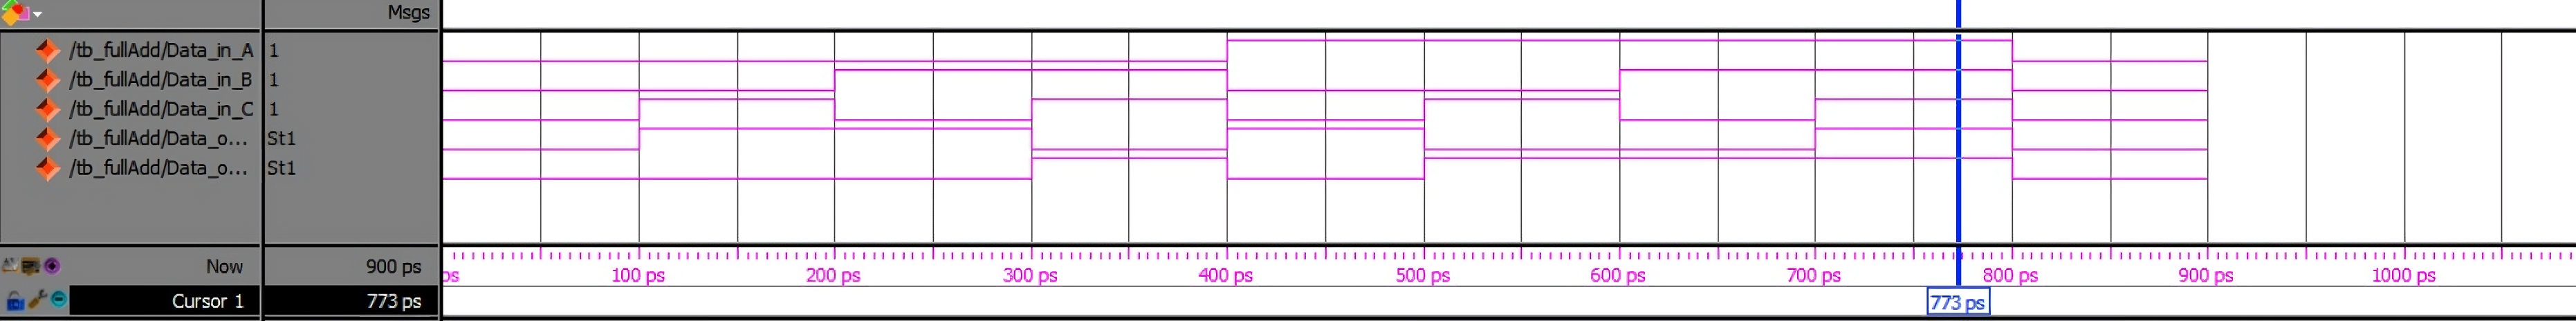 Msgs
/tb_fullAdd/Data_in_A 1
/tb_fullAdd/Data_in_B 1
/tb_fullAdd/Data_in_C 1
/tb_fullAdd/Data_o... St1
/tb_fullAdd/Data_o... St1
Now 900 ps ps 100 ps 200 ps 300 ps 400 ps 500 ps 600 ps 700 ps 800 ps 900 ps 1000 ps
Cursor 1 773 ps 773 ps